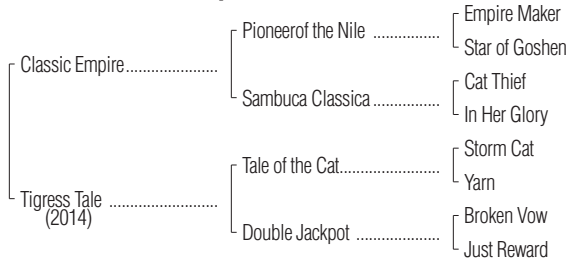 Empire Maker
Pioneerof the Nile ................
Star of Goshen
Classic Empire......................
Cat Thief
Sambuca Classica ................
In Her Glory
Storm Cat
Tale of the Cat........................
Yarn
Tigress Tale ..........................
(2014)
Broken Vow
Double Jackpot ....................
Just Reward